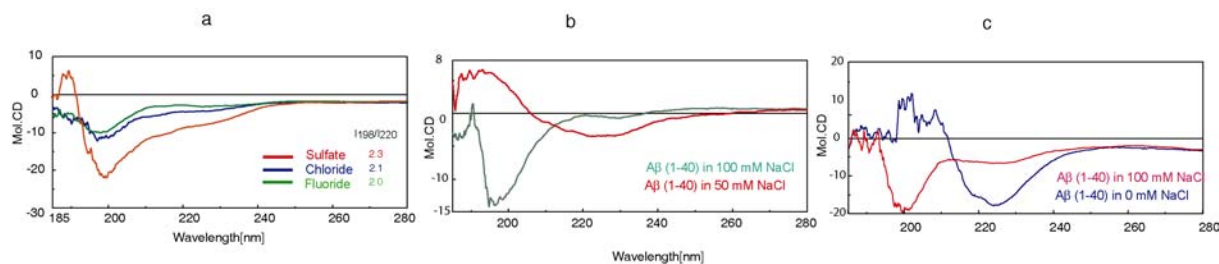 a
10
0
-10
-20
-30
Mol.CD
I198/I220
Sulfate 2.3
Chloride 2.1
Fluoride 2.0
185 200 220 240 260 280
Wavelength[nm]
b
8
0
-10
-15
Mol.CD
Aβ (1-40) in 100 mM NaCl
Aβ (1-40) in 50 mM NaCl
200 220 240 260 280
Wavelength[nm]
c
20
10
0
-10
-20
Mol.CD
Aβ (1-40) in 100 mM NaCl
Aβ (1-40) in 0 mM NaCl
200 220 240 260 280
Wavelength[nm]